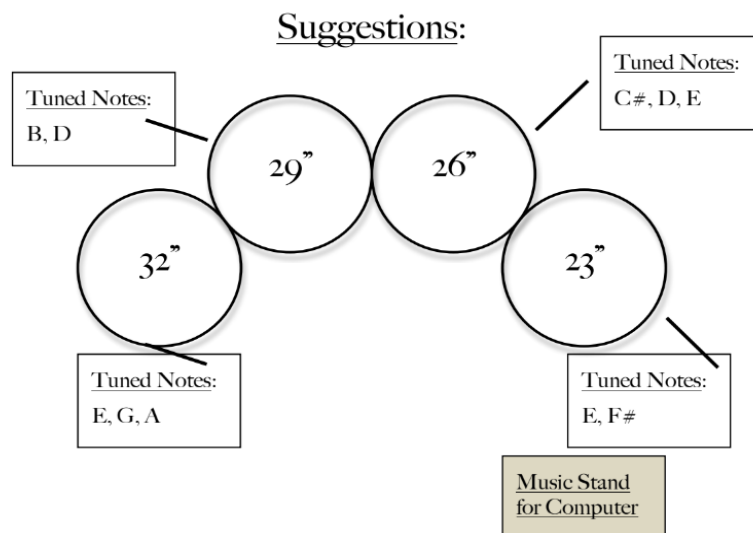 Suggestions:
Tuned Notes:
B, D
Tuned Notes:
C#, D, E
29”
26”
32”
23”
Tuned Notes:
E, G, A
Tuned Notes:
E, F#
Music Stand
for Computer